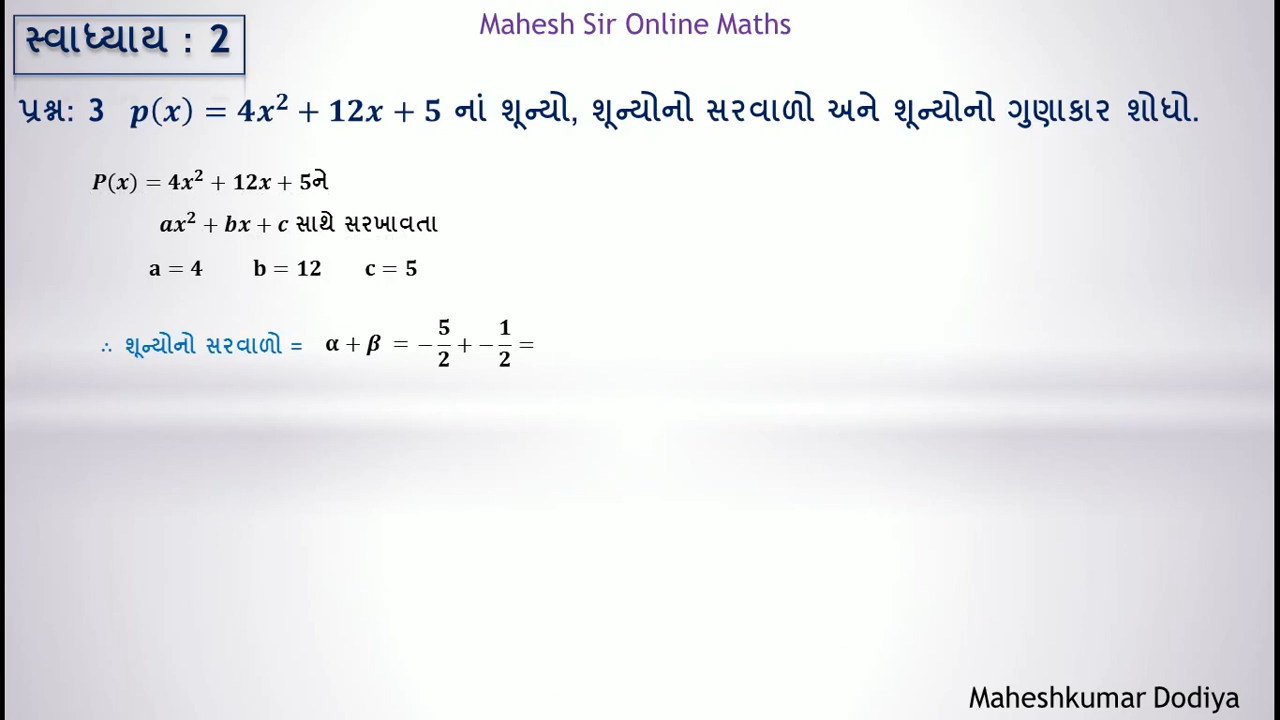 Mahesh Sir Online Maths
સ્વાધ્યાય : 2
પ્રશ્ન: 3 p(x) = 4x² + 12x + 5 નાં શૂન્યો, શૂન્યોનો સરવાળો અને શૂન્યોનો ગુણાકાર શોધો.
P(x) = 4x² + 12x + 5ને
ax² + bx + c સાથે સરખાવતા
a = 4 b = 12 c = 5
∴ શૂન્યોનો સરવાળો = α + β = −5/2 + −1/2 =
Maheshkumar Dodiya